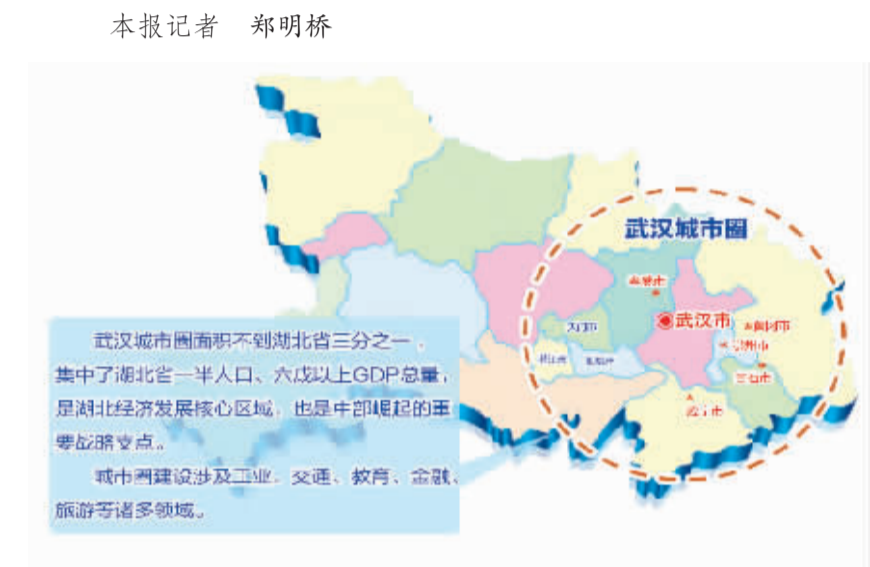 本报记者 郑明桥
武汉城市圈
孝感市
武汉市
黄冈市
天门市
鄂州市
潜江市
仙桃市
黄石市
咸宁市
武汉城市圈面积不到湖北省三分之一，
集中了湖北省一半人口、六成以上GDP总量，
是湖北经济发展核心区域，也是中部崛起的重
要战略支点。
城市圈建设涉及工业、交通、教育、金融、
旅游等诸多领域。